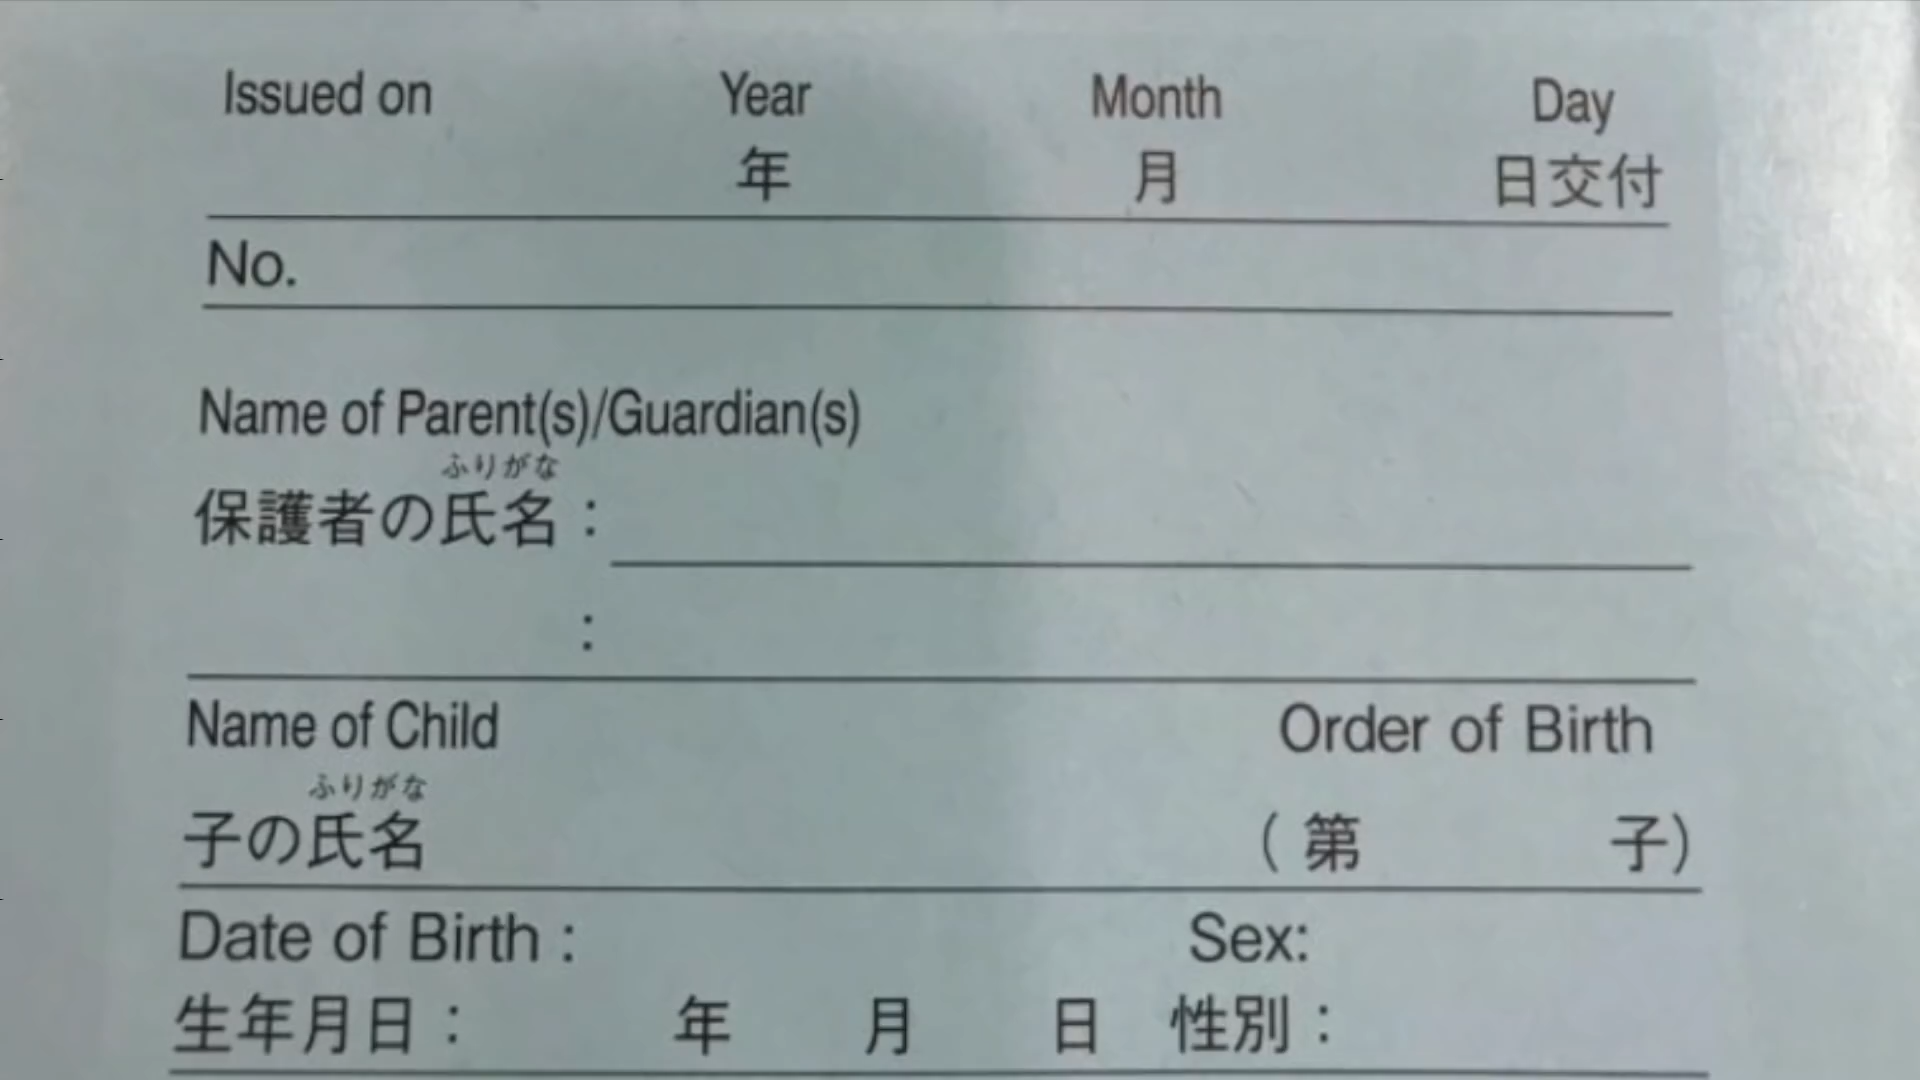 Issued on Year Month Day
年 月 日交付
No.
Name of Parent(s)/Guardian(s)
ふりがな
保護者の氏名：
：
Name of Child Order of Birth
ふりがな
子の氏名 （第 子）
Date of Birth : Sex:
生年月日： 年 月 日 性別：